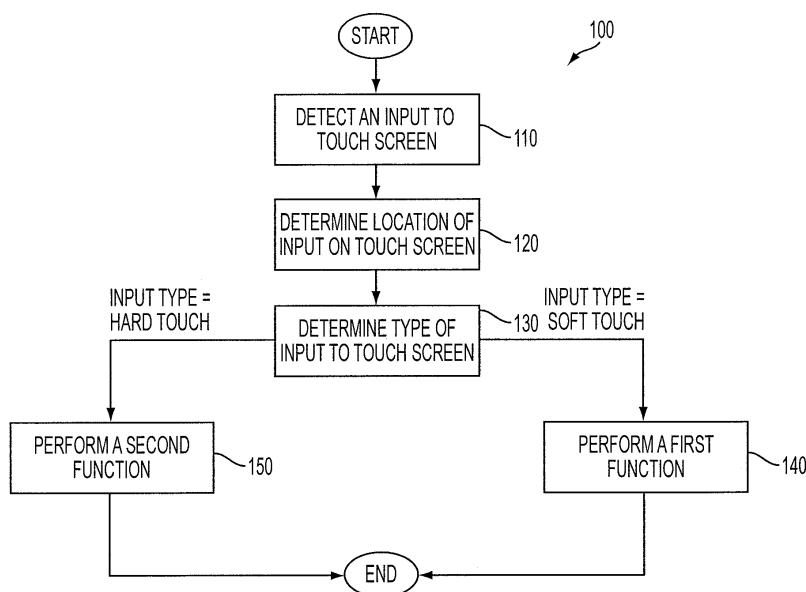 START
100
DETECT AN INPUT TO
TOUCH SCREEN
110
DETERMINE LOCATION OF
INPUT ON TOUCH SCREEN
120
INPUT TYPE =
HARD TOUCH
DETERMINE TYPE OF
INPUT TO TOUCH SCREEN
130
INPUT TYPE =
SOFT TOUCH
PERFORM A SECOND
FUNCTION
150
PERFORM A FIRST
FUNCTION
140
END